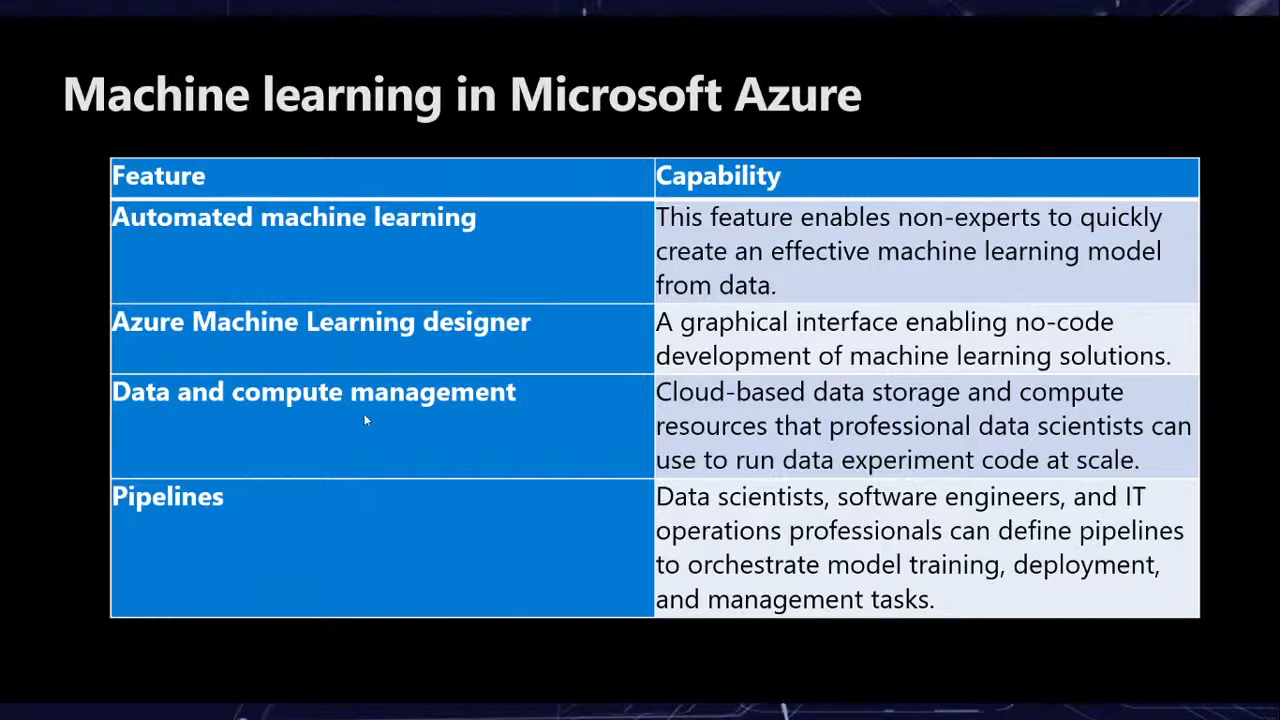 Machine learning in Microsoft Azure
Feature
Capability
Automated machine learning
This feature enables non-experts to quickly
create an effective machine learning model
from data.
Azure Machine Learning designer
A graphical interface enabling no-code
development of machine learning solutions.
Data and compute management
Cloud-based data storage and compute
resources that professional data scientists can
use to run data experiment code at scale.
Pipelines
Data scientists, software engineers, and IT
operations professionals can define pipelines
to orchestrate model training, deployment,
and management tasks.